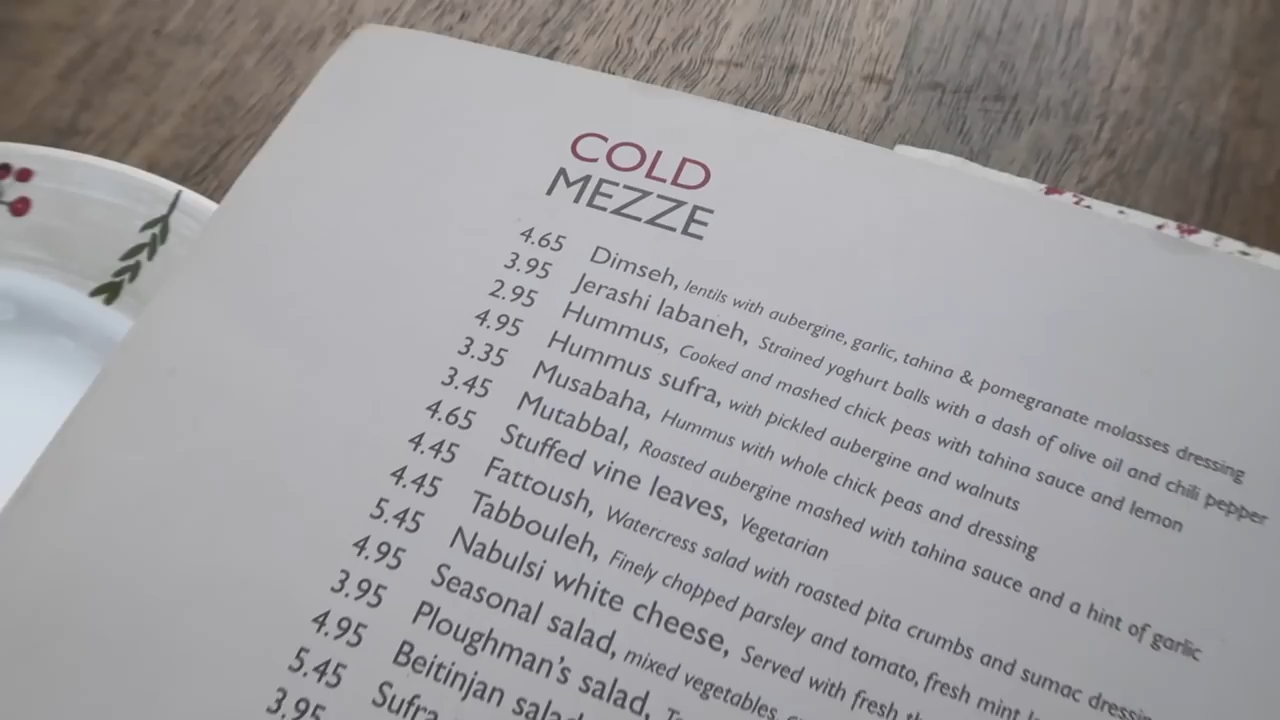 COLD
MEZZE
4.65 Dimseh, lentils with aubergine, garlic, tahina & pomegranate molasses dressing
3.95 Jerashi labaneh, Strained yoghurt balls with a dash of olive oil and chili pepper
2.95 Hummus, Cooked and mashed chick peas with tahina sauce and lemon
4.95 Hummus sufra, with pickled aubergine and walnuts
3.35 Musabaha, Hummus with whole chick peas and dressing
3.45 Mutabbal, Roasted aubergine mashed with tahina sauce and a hint of garlic
4.65 Stuffed vine leaves, Vegetarian
4.45 Fattoush, Watercress salad with roasted pita crumbs and sumac
4.45 Tabbouleh, Finely chopped parsley and tomato, fresh mint
5.45 Nabulsi white cheese, Served with fresh
4.95 Seasonal salad, mixed vegetables
3.95 Ploughman's salad,
4.95 Beitinjan
5.45 Sufra
3.95